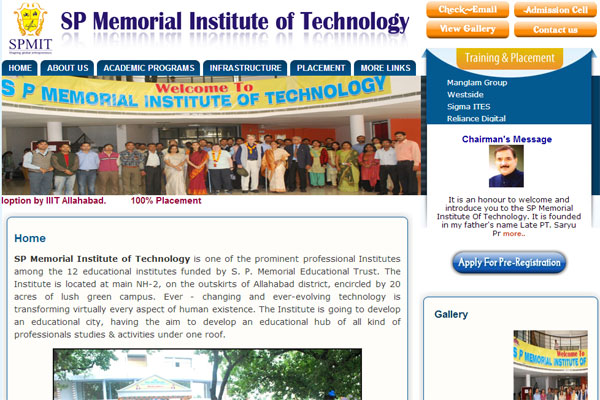 SPMIT
SP Memorial Institute of Technology
Check~Email
Admission Cell
View Gallery
Contact us
HOME
ABOUT US
ACADEMIC PROGRAMS
INFRASTRUCTURE
PLACEMENT
MORE LINKS
Welcome To
S P MEMORIAL INSTITUTE OF TECHNOLOGY
doption by IIIT Allahabad. 100% Placement
Training & Placement
Manglam Group
Westside
Sigma ITES
Reliance Digital
Chairman's Message
It is an honour to welcome and
introduce you to the SP Memorial
Institute Of Technology. It is founded
in my father's name Late PT. Saryu
Pr more..
Apply For Pre-Registration
Home
SP Memorial Institute of Technology is one of the prominent professional Institutes
among the 12 educational institutes funded by S. P. Memorial Educational Trust. The
Institute is located at main NH-2, on the outskirts of Allahabad district, encircled by 20
acres of lush green campus. Ever - changing and ever-evolving technology is
transforming virtually every aspect of human existence. The Institute is going to develop
an educational city, having the aim to develop an educational hub of all kind of
professionals studies & activities under one roof.
Gallery
Welcome To
S P MEMORIAL INSTITUTE OF